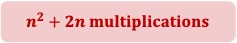 n² + 2n multiplications